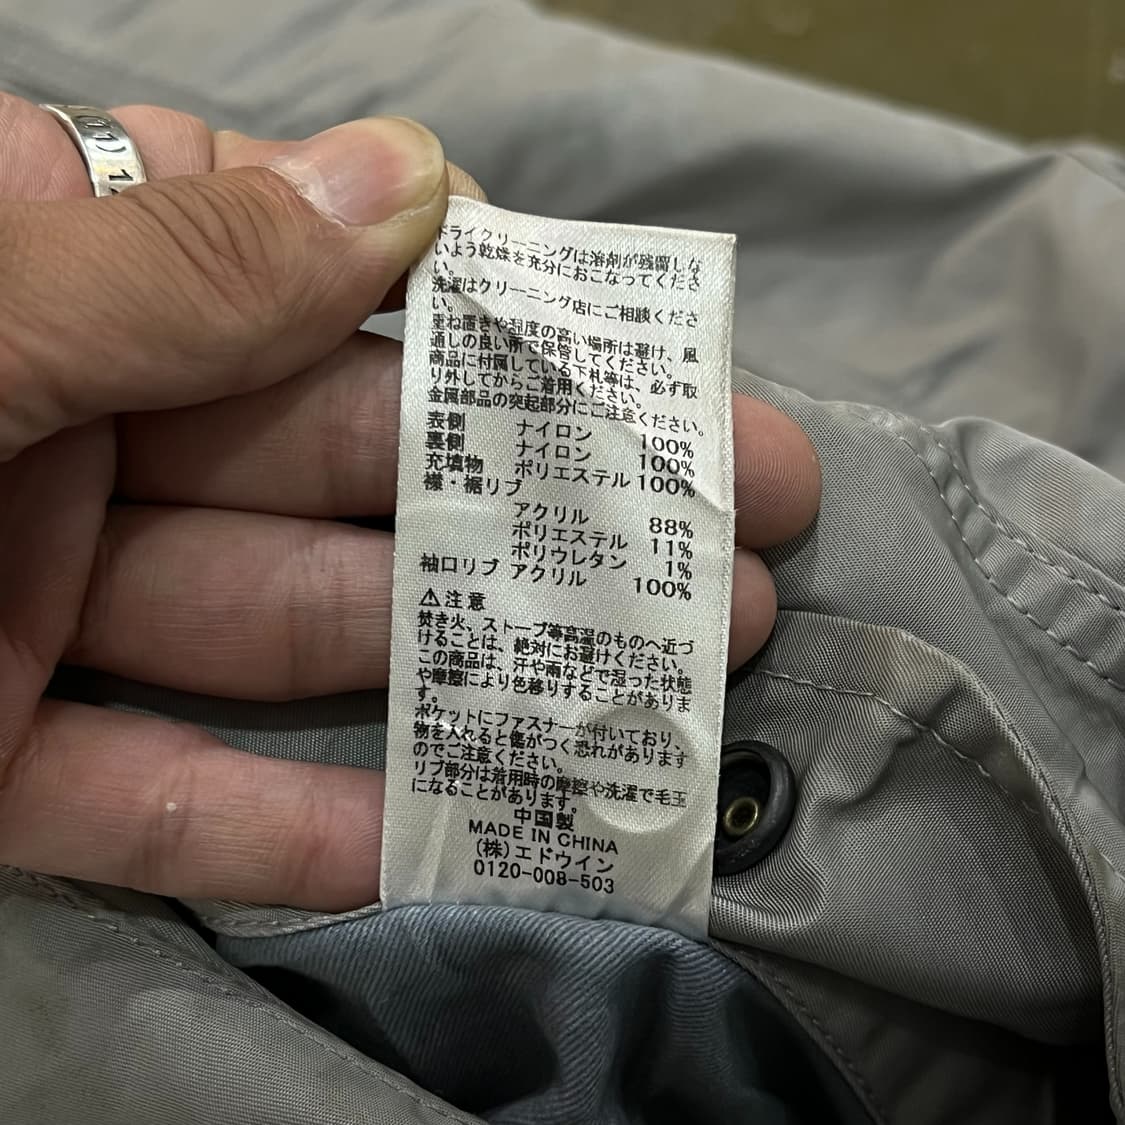 ドライクリーニングは溶剤が残留しな
いよう乾燥を充分におこなってくださ
い。
洗濯はクリーニング店にご相談くださ
い。
重ね置きや湿度の高い場所は避け、風
通しの良い所で保管してください。
商品に付属している下札等は、必ず取
り外してからご着用ください。
金属部品の突起部分にご注意ください。
表側 ナイロン 100%
裏側 ナイロン 100%
充填物 ポリエステル 100%
襟・裾リブ
アクリル 88%
ポリエステル 11%
ポリウレタン 1%
袖口リブ アクリル 100%
⚠注意
焚き火、ストーブ等高温のものへ近づ
けることは、絶対にお避けください。
この商品は、汗や雨などで湿った状態
や摩擦により色移りすることがありま
す。
ポケットにファスナーが付いており、
物を入れると傷がつく恐れがあります
のでご注意ください。
リブ部分は着用時の摩擦や洗濯で毛玉
になることがあります。
中国製
MADE IN CHINA
(株)エドウイン
0120-008-503